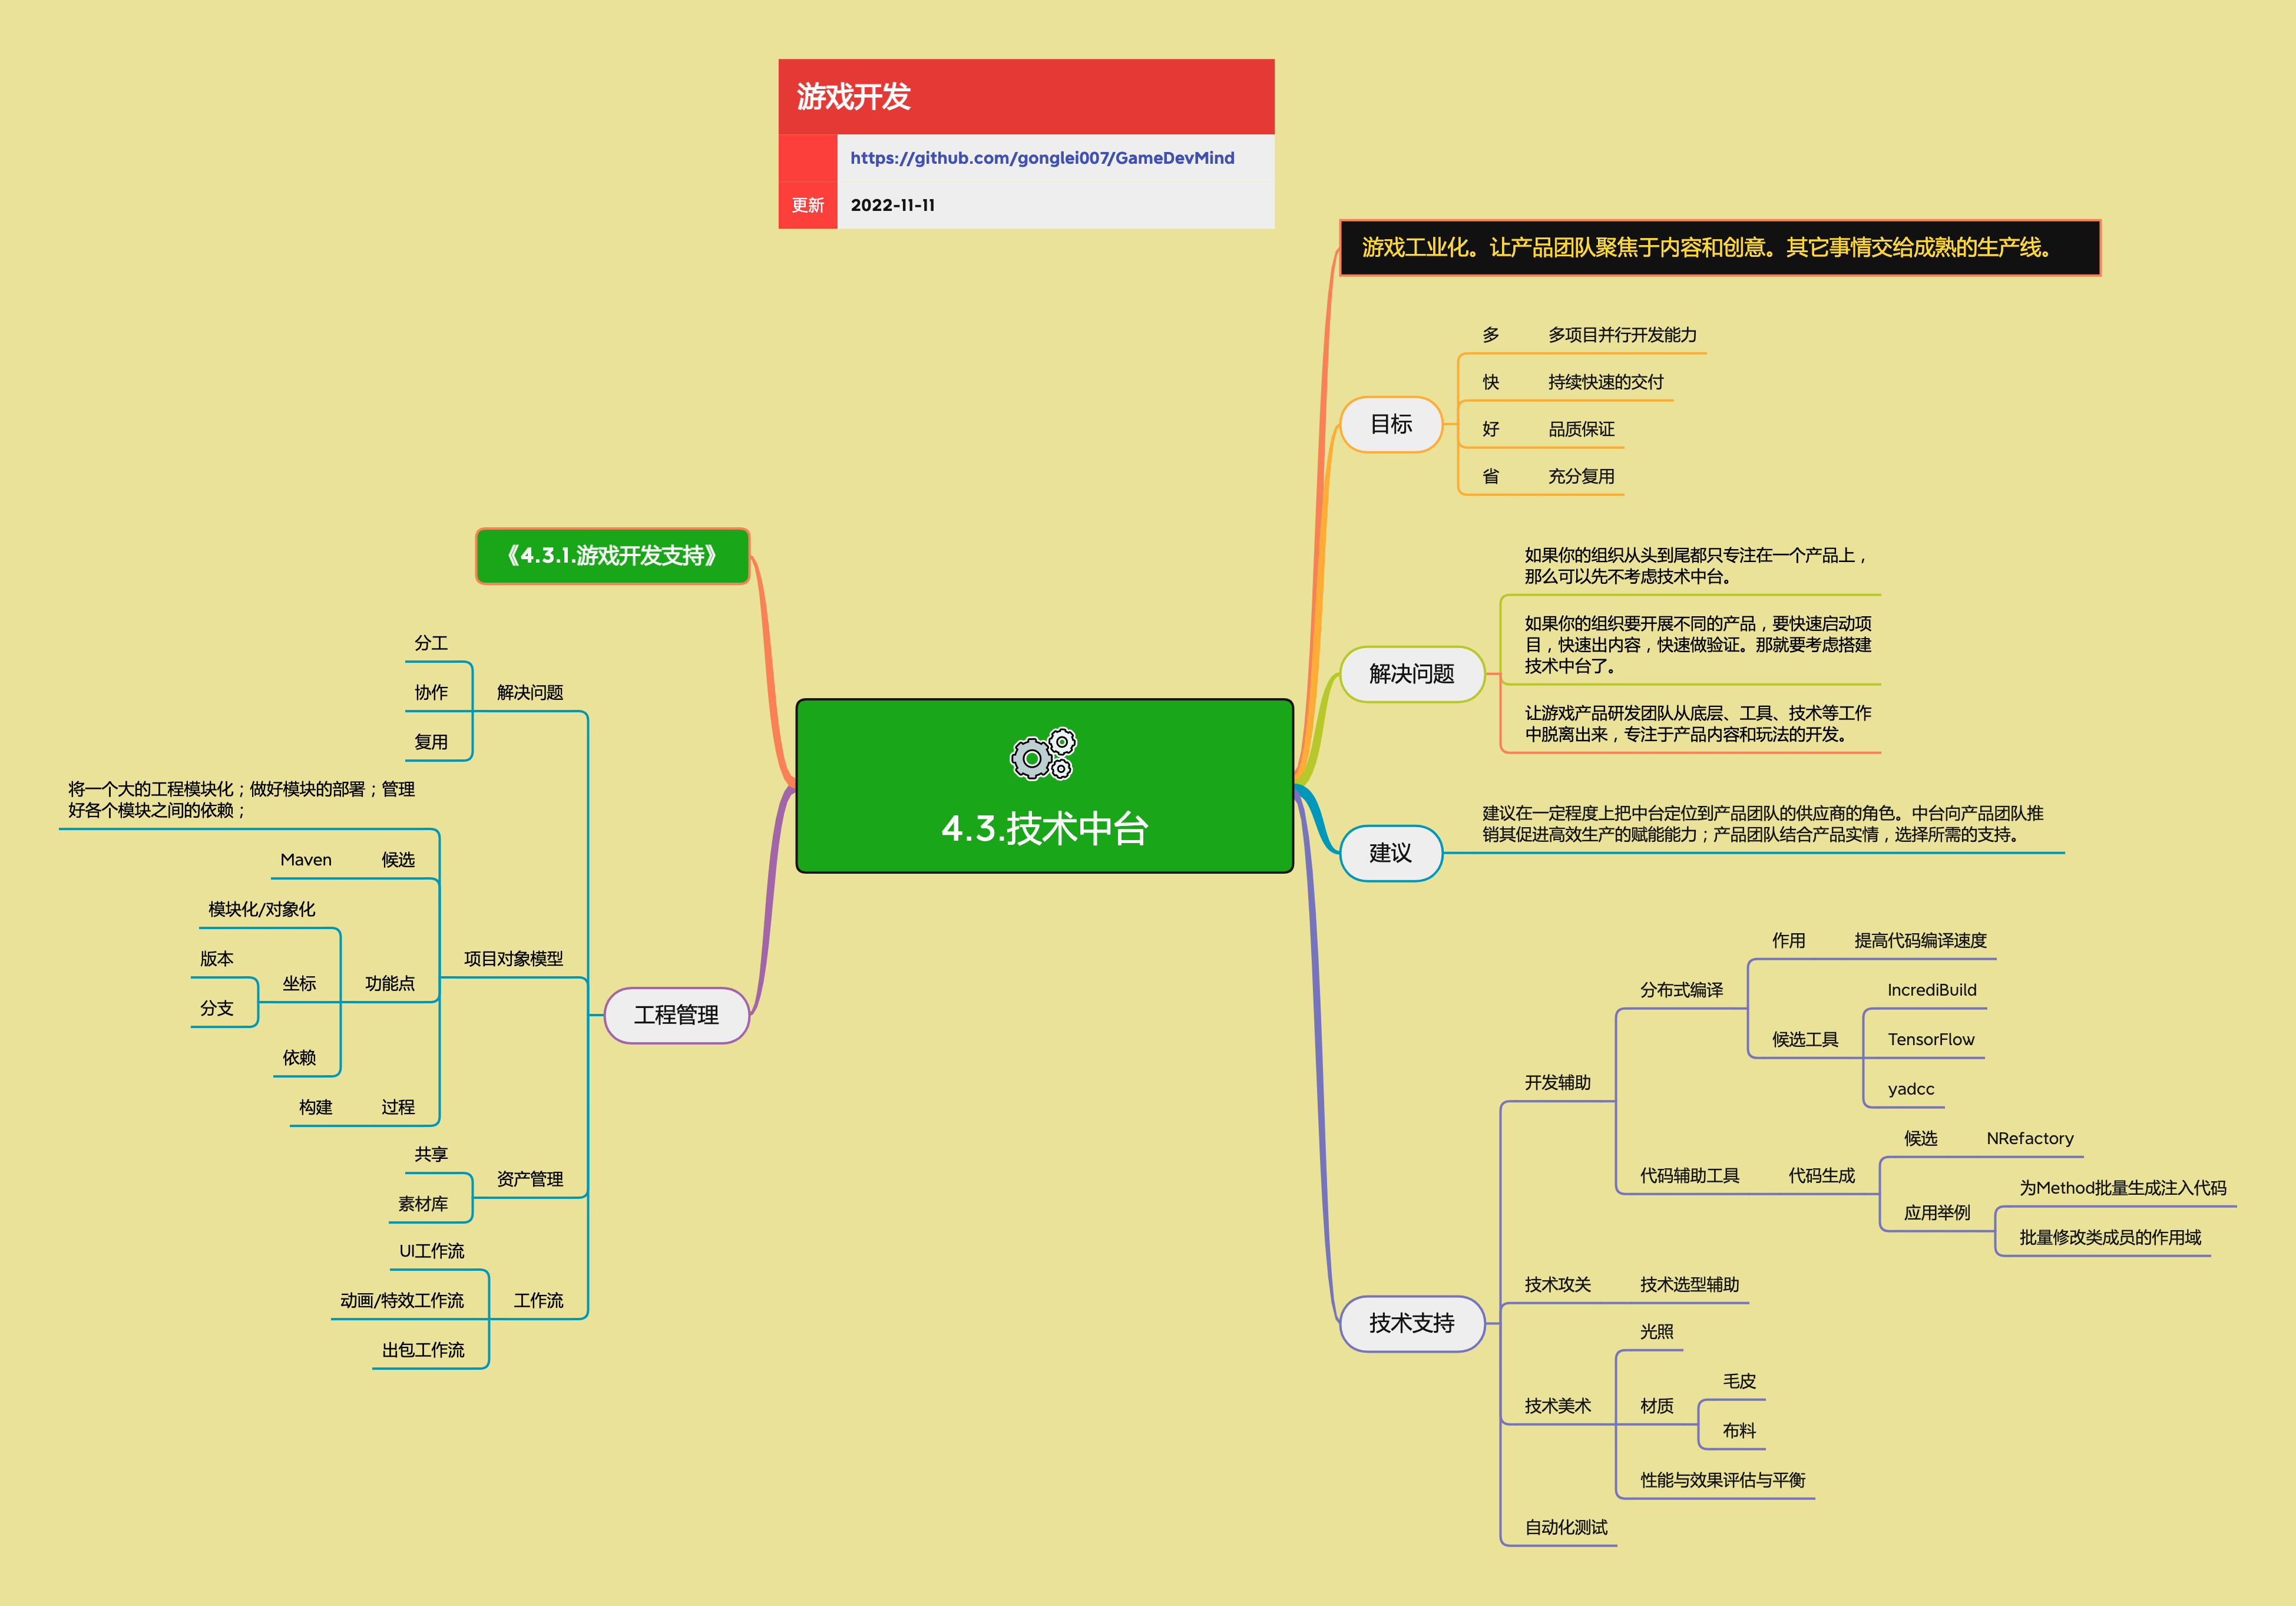 游戏开发
https://github.com/gonglei007/GameDevMind
更新 2022-11-11
4.3.技术中台
游戏工业化。让产品团队聚焦于内容和创意。其它事情交给成熟的生产线。
目标
多 多项目并行开发能力
快 持续快速的交付
好 品质保证
省 充分复用
解决问题
如果你的组织从头到尾都只专注在一个产品上，
那么可以先不考虑技术中台。
如果你的组织要开展不同的产品，要快速启动项
目，快速出内容，快速做验证。那就要考虑搭建
技术中台了。
让游戏产品研发团队从底层、工具、技术等工作
中脱离出来，专注于产品内容和玩法的开发。
建议
建议在一定程度上把中台定位到产品团队的供应商的角色。中台向产品团队推
销其促进高效生产的赋能能力；产品团队结合产品实情，选择所需的支持。
技术支持
开发辅助
分布式编译
作用 提高代码编译速度
候选工具
IncrediBuild
TensorFlow
yadcc
代码辅助工具 代码生成
候选 NRefactory
应用举例
为Method批量生成注入代码
批量修改类成员的作用域
技术攻关 技术选型辅助
技术美术
光照
材质
毛皮
布料
性能与效果评估与平衡
自动化测试
《4.3.1.游戏开发支持》
工程管理
解决问题
分工
协作
复用
项目对象模型
将一个大的工程模块化；做好模块的部署；管理
好各个模块之间的依赖；
候选 Maven
功能点
模块化/对象化
坐标
版本
分支
依赖
过程 构建
资产管理
共享
素材库
工作流
UI工作流
动画/特效工作流
出包工作流